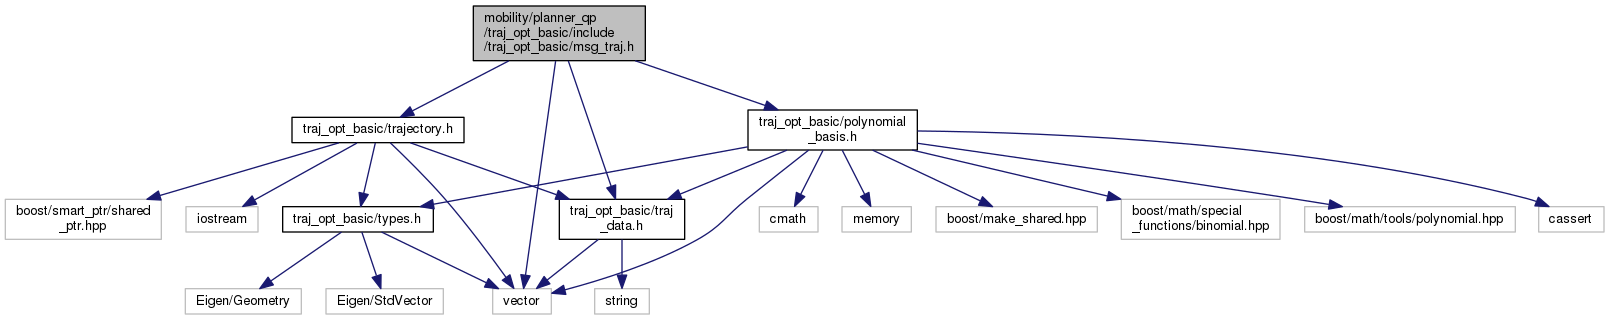 mobility/planner_qp
/traj_opt_basic/include
/traj_opt_basic/msg_traj.h
traj_opt_basic/polynomial
_basis.h
traj_opt_basic/trajectory.h
boost/smart_ptr/shared
_ptr.hpp
iostream
traj_opt_basic/types.h
traj_opt_basic/traj
_data.h
cmath
memory
boost/make_shared.hpp
boost/math/special
_functions/binomial.hpp
boost/math/tools/polynomial.hpp
cassert
Eigen/Geometry
Eigen/StdVector
vector
string